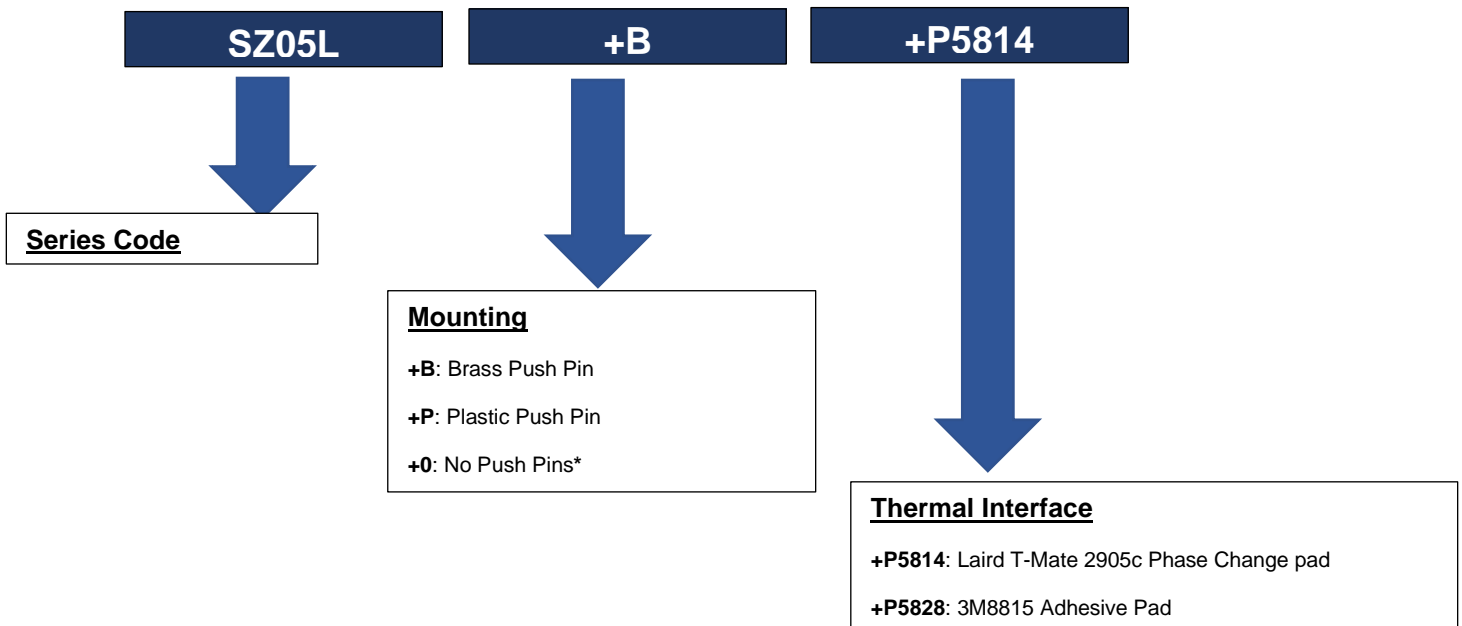 SZ05L
+B
+P5814
Series Code
Mounting
+B: Brass Push Pin
+P: Plastic Push Pin
+0: No Push Pins*
Thermal Interface
+P5814: Laird T-Mate 2905c Phase Change pad
+P5828: 3M8815 Adhesive Pad